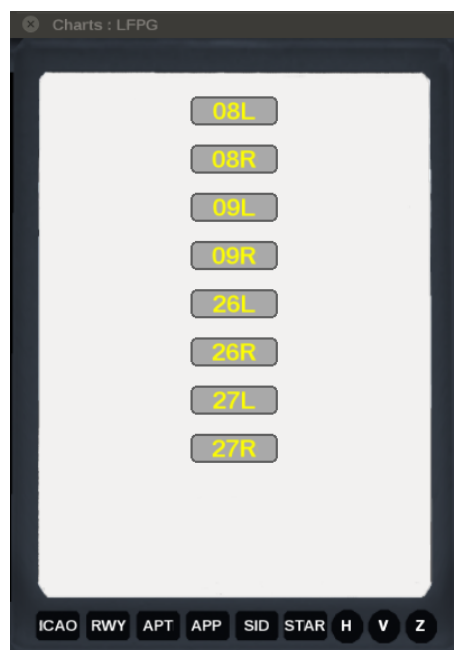 Charts : LFPG
08L
08R
09L
09R
26L
26R
27L
27R
ICAO RWY APT APP SID STAR H V Z